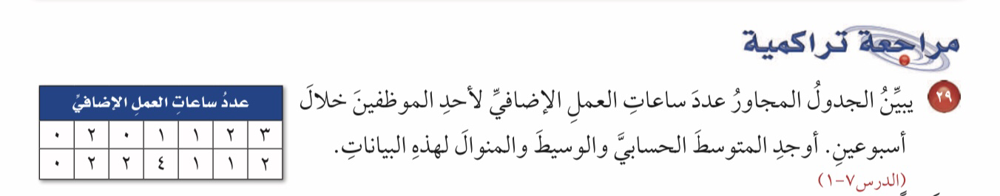 مراجعة تراكمية
٢٩ يبيِّنُ الجدولُ المجاورُ عددَ ساعاتِ العملِ الإضافيِّ لأحدِ الموظفينَ خلالَ
أسبوعينِ. أوجدِ المتوسطَ الحسابيَّ والوسيطَ والمنوالَ لهذهِ البياناتِ.
(الدرس٧-١)
عددُ ساعاتِ العملِ الإضافيِّ
٣ ٢ ١ ١ ٠ ٢ ٠
٢ ١ ١ ٤ ٢ ٢ ٠